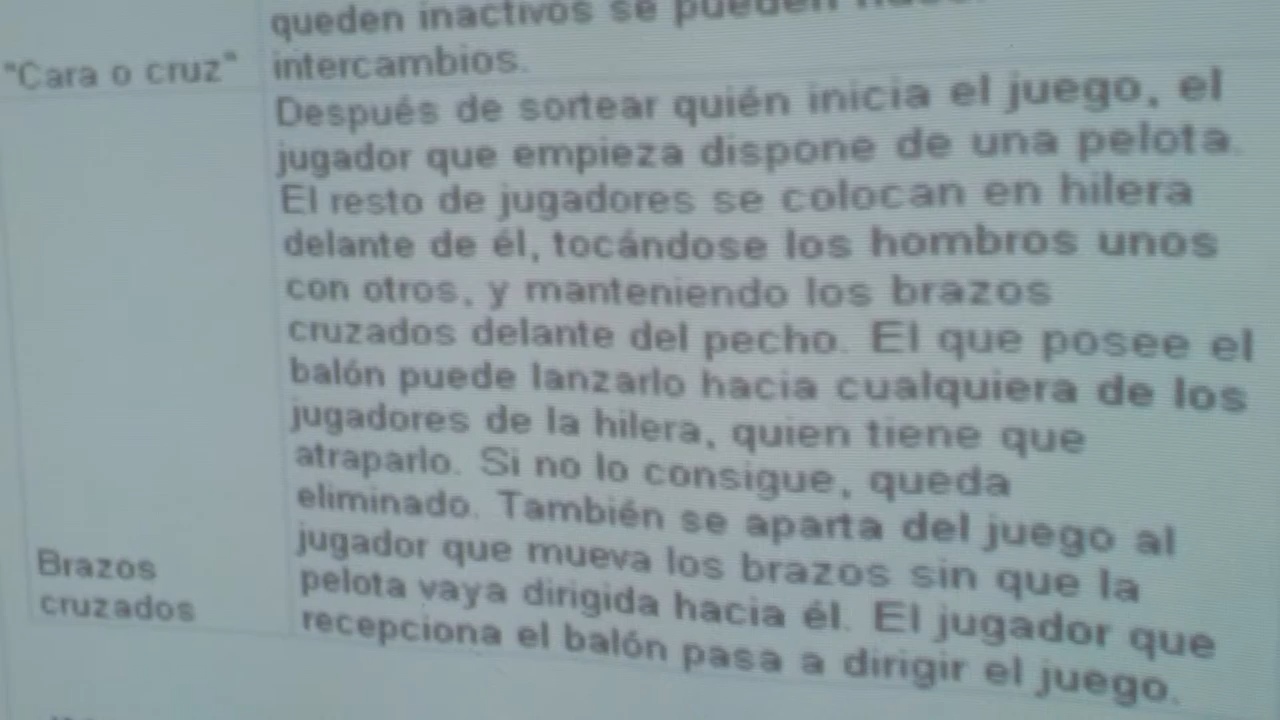 queden inactivos se pueden
"Cara o cruz" intercambios.
Después de sortear quién inicia el juego, el
jugador que empieza dispone de una pelota.
El resto de jugadores se colocan en hilera
delante de él, tocándose los hombros unos
con otros, y manteniendo los brazos
cruzados delante del pecho. El que posee el
balón puede lanzarlo hacia cualquiera de los
jugadores de la hilera, quien tiene que
atraparlo. Si no lo consigue, queda
eliminado. También se aparta del juego al
jugador que mueva los brazos sin que la
pelota vaya dirigida hacia él. El jugador que
recepciona el balón pasa a dirigir el juego.
Brazos
cruzados